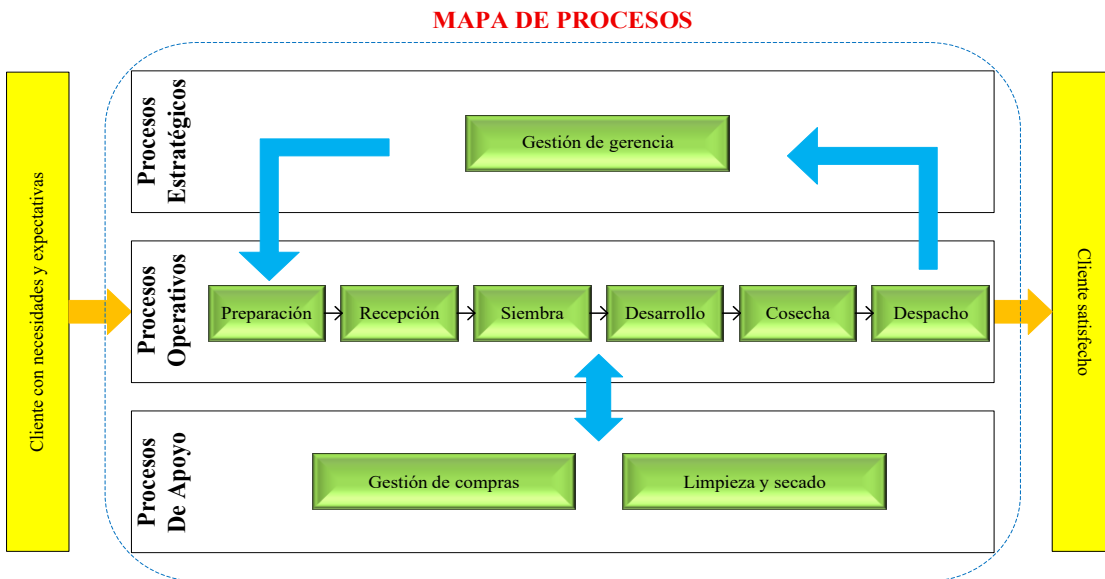 MAPA DE PROCESOS
Cliente con necesidades y expectativas
Procesos
Estratégicos
Gestión de gerencia
Procesos
Operativos
Preparación
Recepción
Siembra
Desarrollo
Cosecha
Despacho
Procesos
De Apoyo
Gestión de compras
Limpieza y secado
Cliente satisfecho